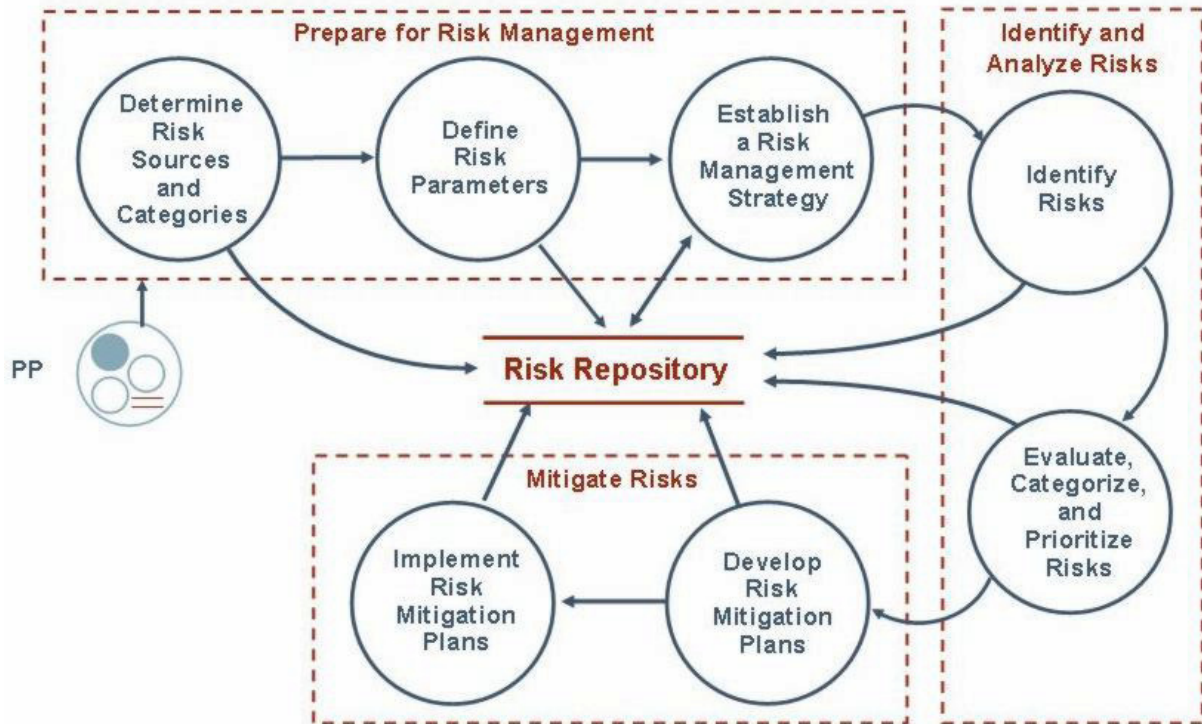 Prepare for Risk Management
Identify and
Analyze Risks
Determine
Risk
Sources
and
Categories
Define
Risk
Parameters
Establish
a Risk
Management
Strategy
Identify
Risks
PP
Risk Repository
Mitigate Risks
Implement
Risk
Mitigation
Plans
Develop
Risk
Mitigation
Plans
Evaluate,
Categorize,
and
Prioritize
Risks